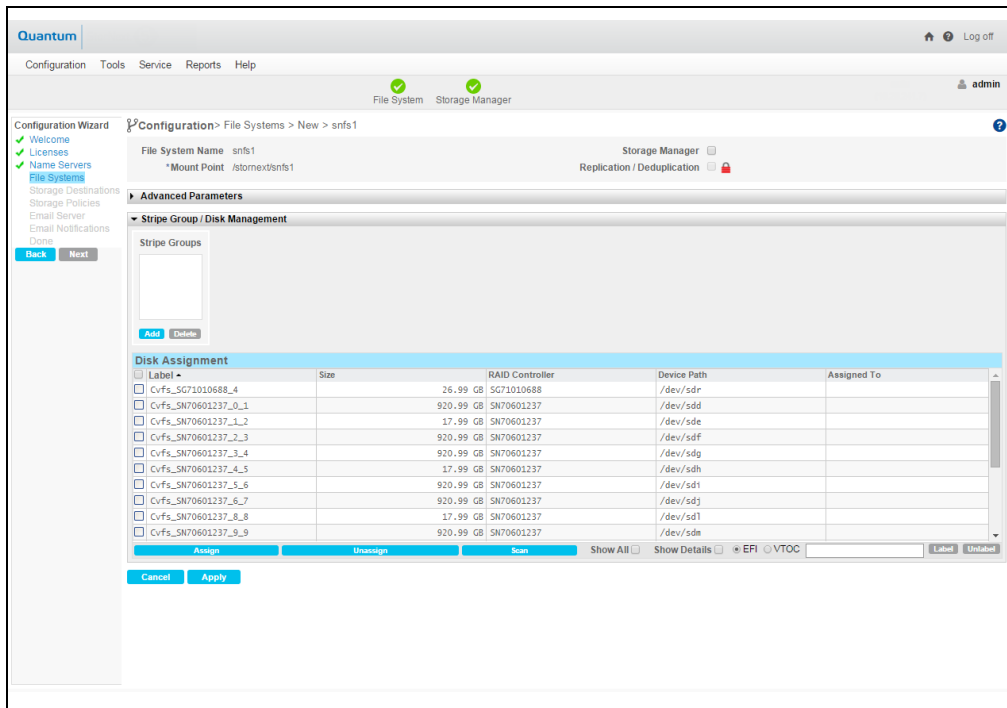 Quantum
Log off
Configuration Tools Service Reports Help
File System Storage Manager
admin
Configuration Wizard
Welcome
Licenses
Name Servers
File Systems
Storage Destinations
Storage Policies
Email Server
Email Notifications
Done
Back Next
Configuration> File Systems > New > snfs1
File System Name snfs1 Storage Manager
*Mount Point /stornext/snfs1 Replication / Deduplication
Advanced Parameters
Stripe Group / Disk Management
Stripe Groups
Add Delete
Disk Assignment
Label Size RAID Controller Device Path Assigned To
Cvfs_SG71010688_4 26.99 GB SG71010688 /dev/sdr
Cvfs_SN70601237_0_1 920.99 GB SN70601237 /dev/sdd
Cvfs_SN70601237_1_2 17.99 GB SN70601237 /dev/sde
Cvfs_SN70601237_2_3 920.99 GB SN70601237 /dev/sdf
Cvfs_SN70601237_3_4 920.99 GB SN70601237 /dev/sdg
Cvfs_SN70601237_4_5 17.99 GB SN70601237 /dev/sdh
Cvfs_SN70601237_5_6 920.99 GB SN70601237 /dev/sdi
Cvfs_SN70601237_6_7 920.99 GB SN70601237 /dev/sdj
Cvfs_SN70601237_8_8 17.99 GB SN70601237 /dev/sdl
Cvfs_SN70601237_9_9 920.99 GB SN70601237 /dev/sdm
Assign Unassign Scan Show All Show Details EFI VTOC Label Unlabel
Cancel Apply